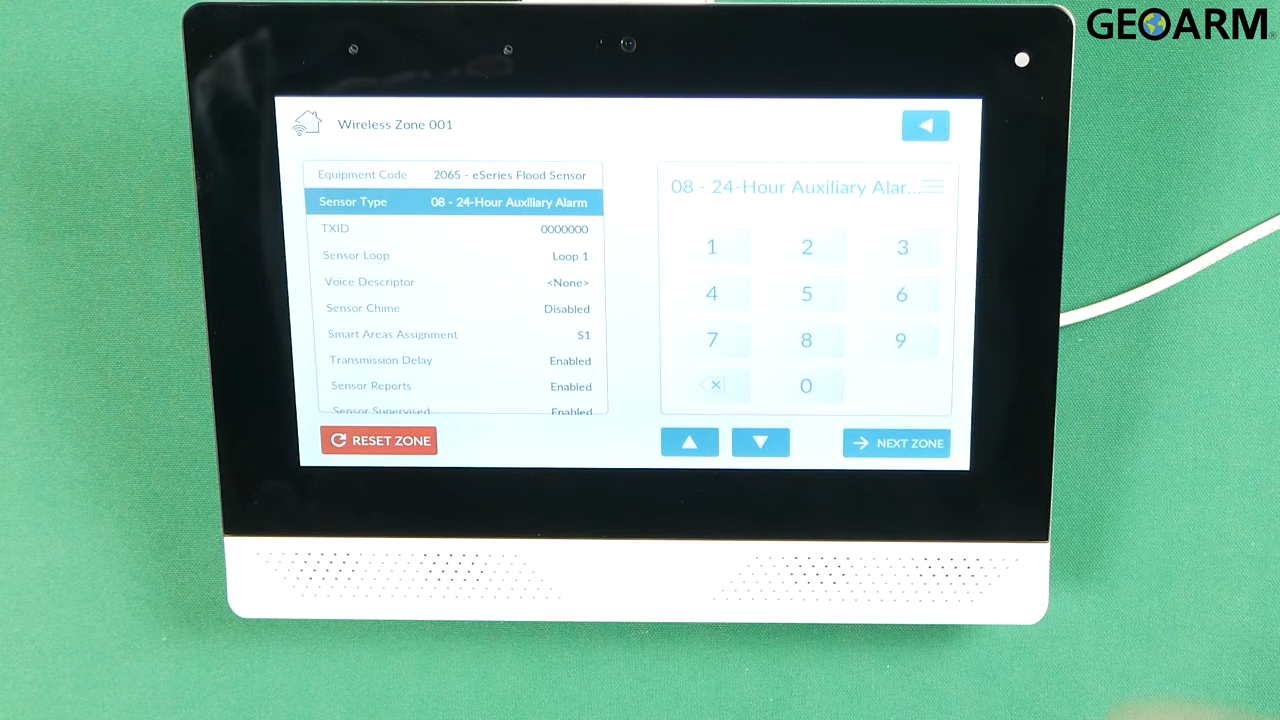 GEOARM®
Wireless Zone 001
Equipment Code 2065 - eSeries Flood Sensor
Sensor Type 08 - 24-Hour Auxiliary Alarm
TXID 0000000
Sensor Loop Loop 1
Voice Descriptor <None>
Sensor Chime Disabled
Smart Areas Assignment S1
Transmission Delay Enabled
Sensor Reports Enabled
Sensor Supervised Enabled
RESET ZONE
08 - 24-Hour Auxiliary Alar...
1 2 3
4 5 6
7 8 9
0
NEXT ZONE